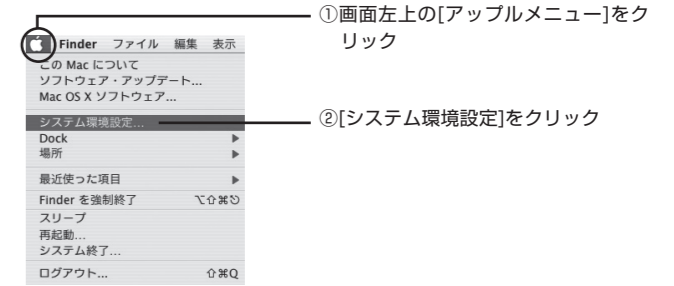 ①画面左上の[アップルメニュー]をク
リック
Finder ファイル 編集 表示
この Mac について
ソフトウェア・アップデート...
Mac OS X ソフトウェア...
システム環境設定...
②[システム環境設定]をクリック
Dock ▶
場所 ▶
最近使った項目 ▶
Finder を強制終了 ⌥⇧⌘⎋
スリープ
再起動...
システム終了...
ログアウト... ⇧⌘Q